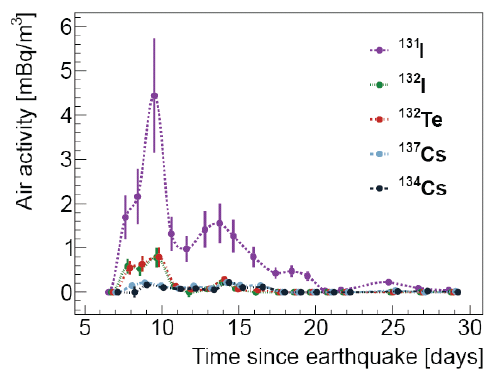 Air activity [mBq/m³]
6
5
4
3
2
1
0
¹³¹I
¹³²I
¹³²Te
¹³⁷Cs
¹³⁴Cs
5 10 15 20 25 30
Time since earthquake [days]